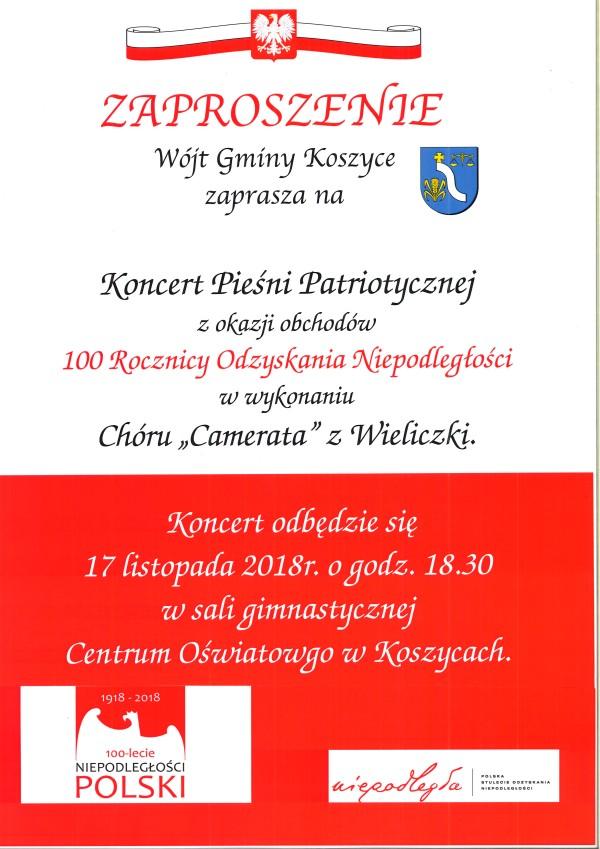 ZAPROSZENIE
Wójt Gminy Koszyce
zaprasza na
Koncert Pieśni Patriotycznej
z okazji obchodów
100 Rocznicy Odzyskania Niepodległości
w wykonaniu
Chóru „Camerata” z Wieliczki.
Koncert odbędzie się
17 listopada 2018r. o godz. 18.30
w sali gimnastycznej
Centrum Oświatowgo w Koszycach.
1918 - 2018
100-lecie
NIEPODLEGŁOŚCI
POLSKI
niepodległa
POLSKA
STULECIE ODZYSKANIA
NIEPODLEGŁOŚCI